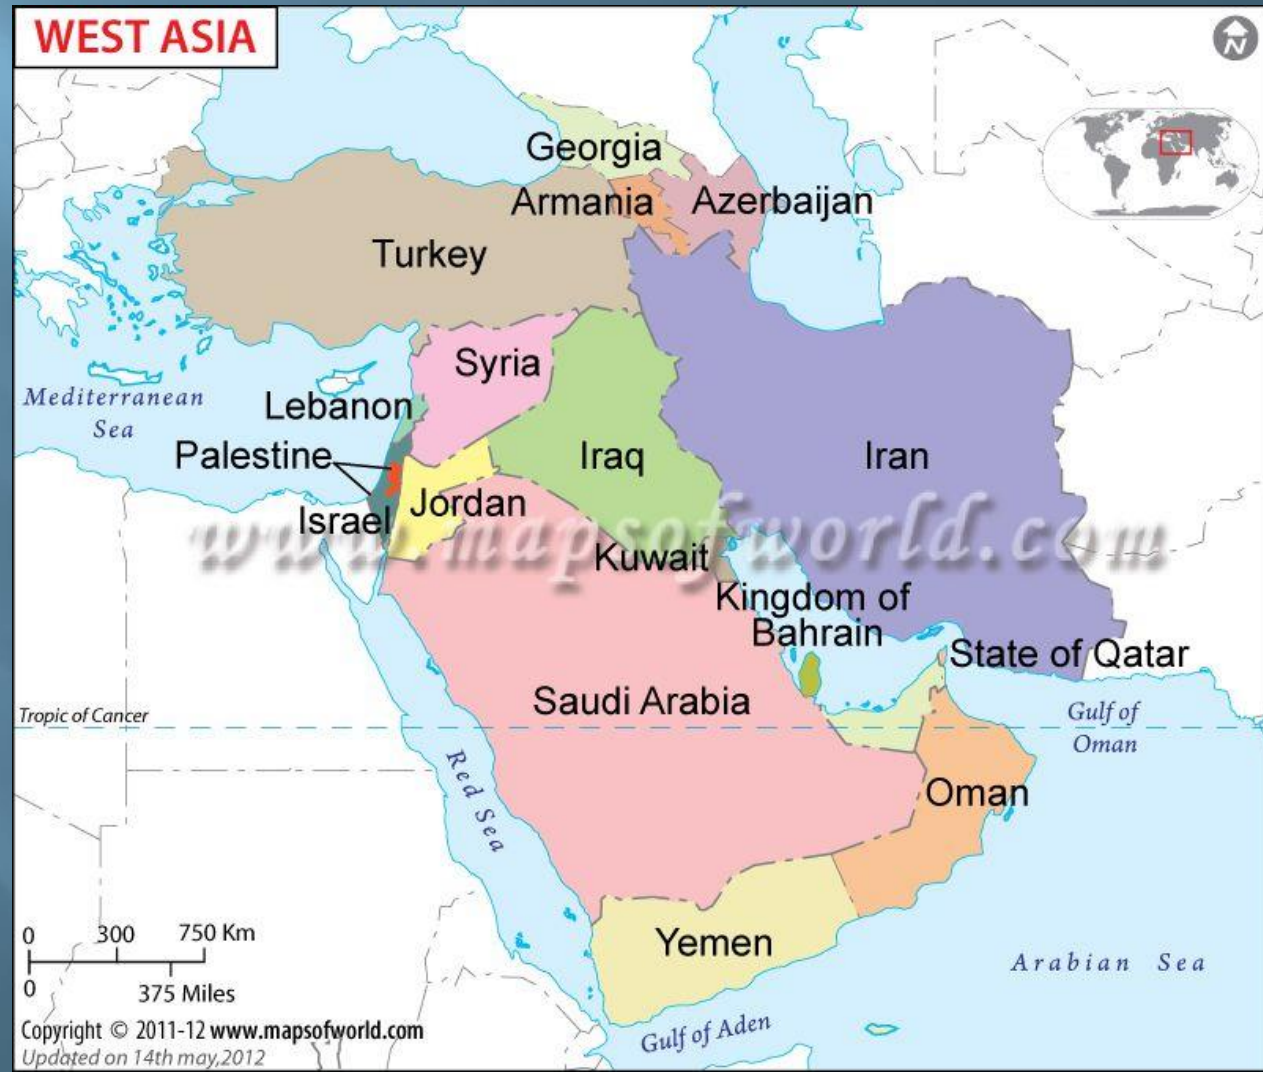 WEST ASIA
N
Georgia
Armania
Azerbaijan
Turkey
Syria
Mediterranean
Sea
Lebanon
Palestine
Iraq
Iran
Israel
Jordan
www.mapsofworld.com
Kuwait
Kingdom of
Bahrain
State of Qatar
Saudi Arabia
Tropic of Cancer
Gulf of
Oman
Red Sea
Oman
Yemen
0 300 750 Km
0 375 Miles
Arabian Sea
Gulf of Aden
Copyright © 2011-12 www.mapsofworld.com
Updated on 14th may,2012